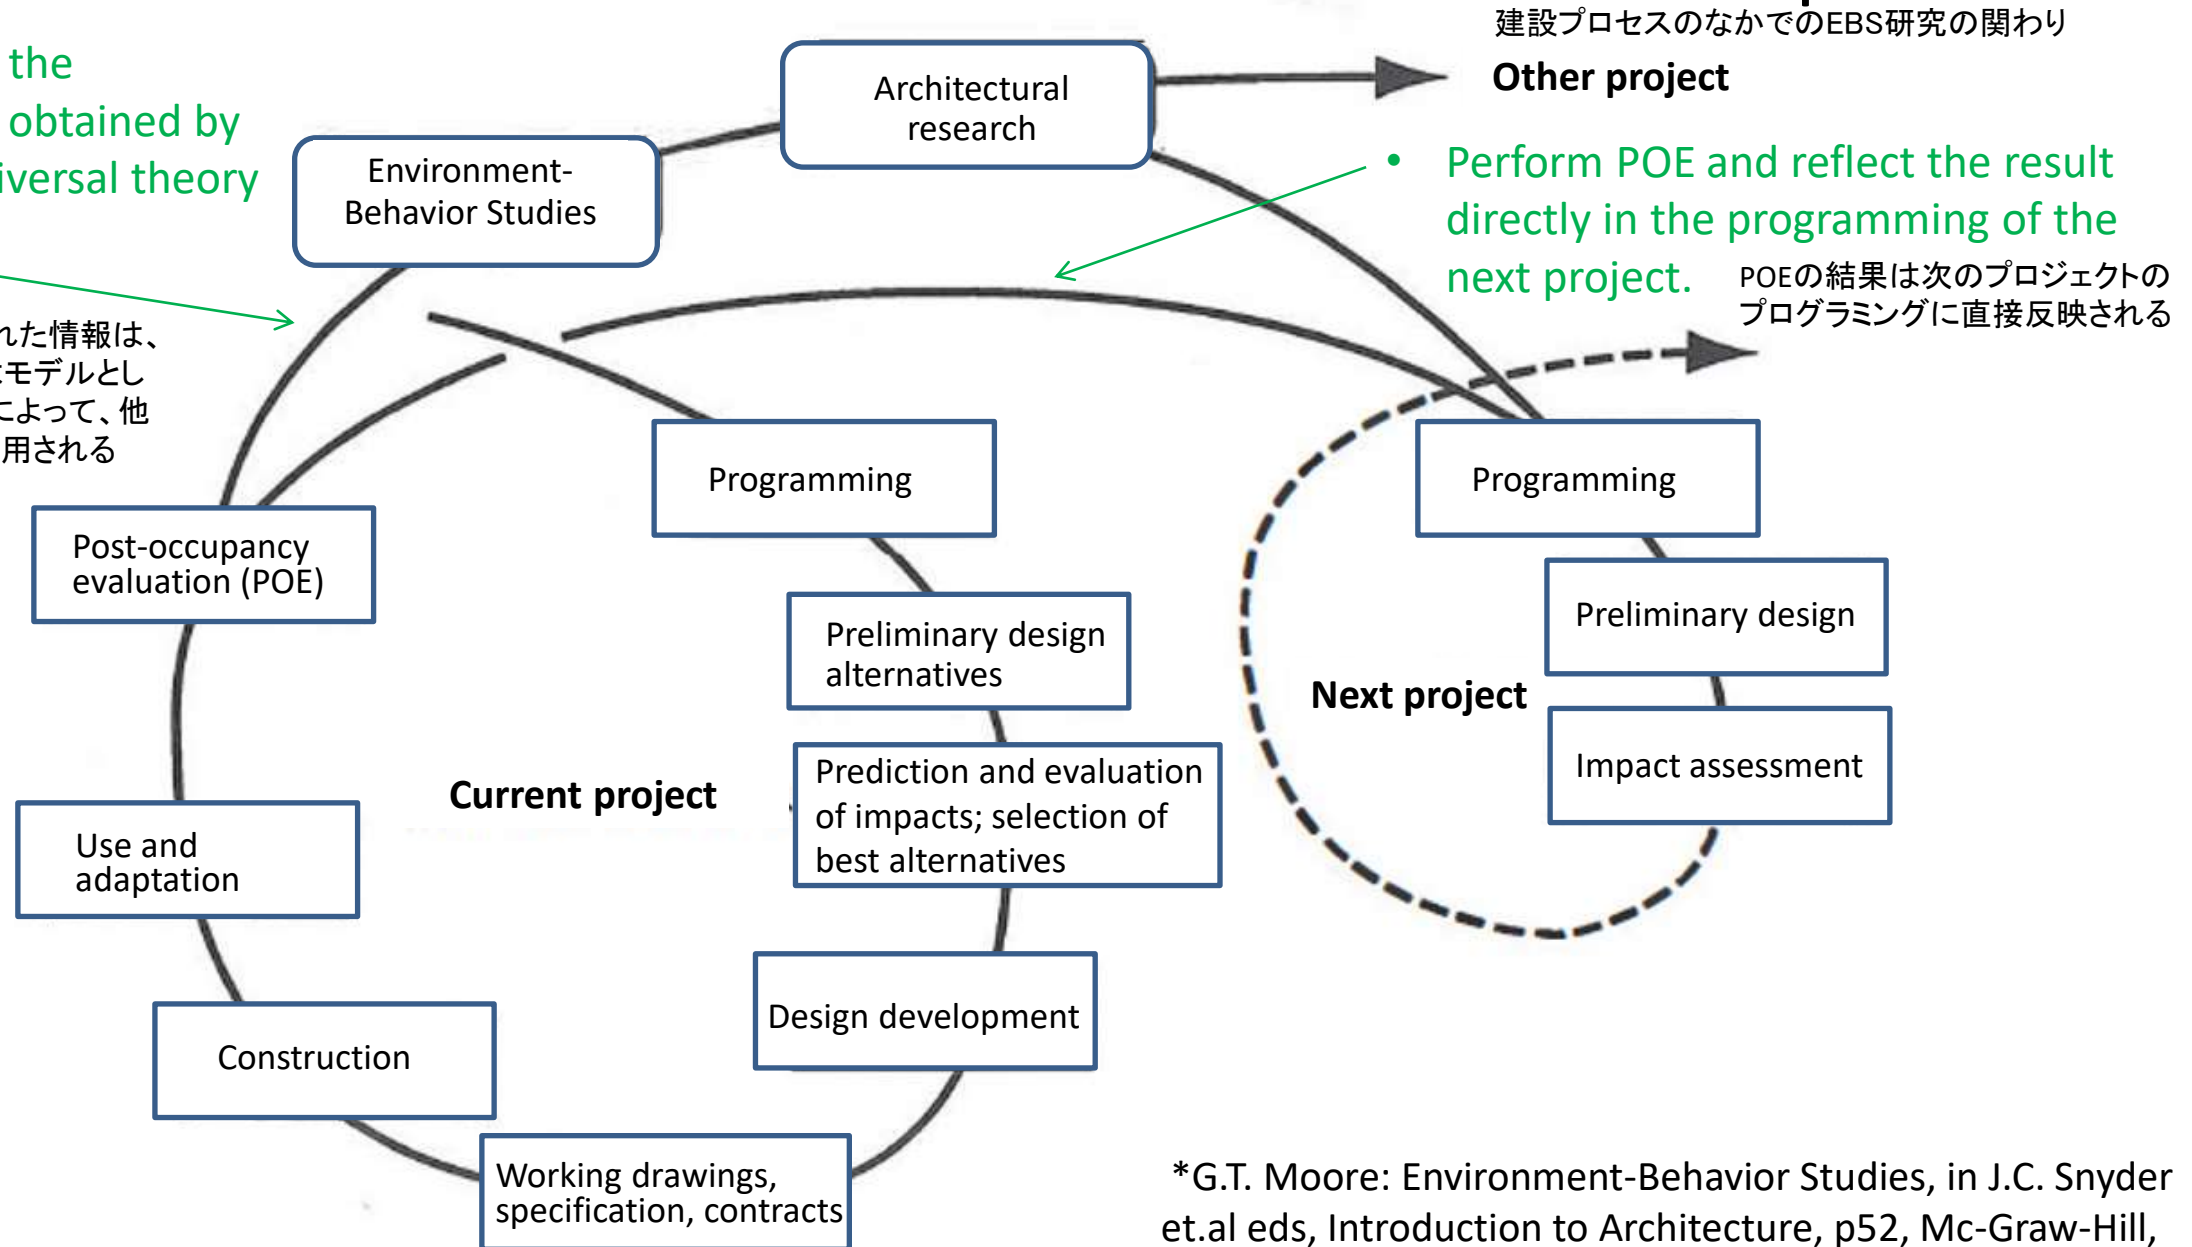 建設プロセスのなかでのEBS研究の関わり
Other project
the
obtained by
iversal theory
Architectural
research
Environment-
Behavior Studies
• Perform POE and reflect the result
directly in the programming of the
next project.
POEの結果は次のプロジェクトの
プログラミングに直接反映される
れた情報は、
モデルとし
によって、他
用される
Programming
Programming
Post-occupancy
evaluation (POE)
Preliminary design
alternatives
Preliminary design
Next project
Current project
Prediction and evaluation
of impacts; selection of
best alternatives
Impact assessment
Use and
adaptation
Design development
Construction
Working drawings,
specification, contracts
*G.T. Moore: Environment-Behavior Studies, in J.C. Snyder
et.al eds, Introduction to Architecture, p52, Mc-Graw-Hill,